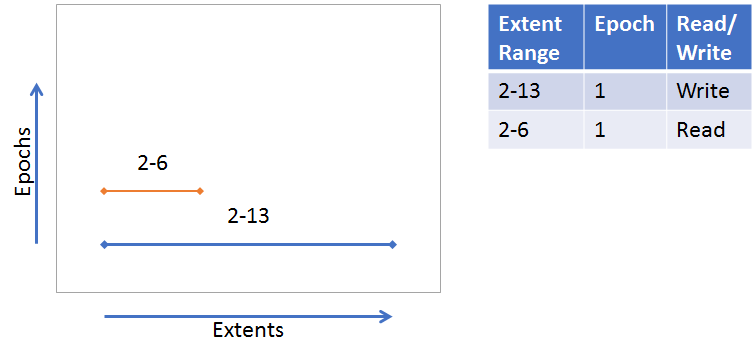 Epochs
2-6
2-13
Extents
Extent Range Epoch Read/ Write
2-13 1 Write
2-6 1 Read